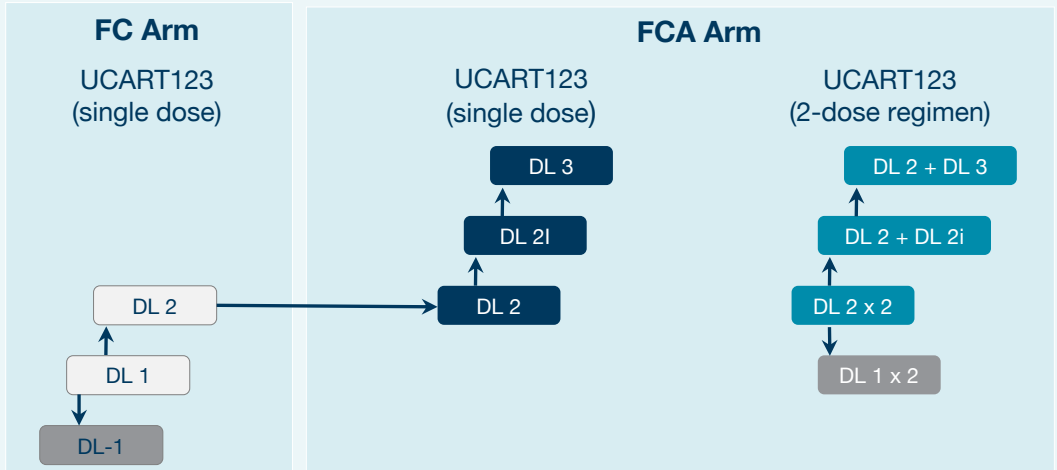 FC Arm
UCART123
(single dose)
DL 2
DL 1
DL-1
FCA Arm
UCART123
(single dose)
DL 3
DL 2I
DL 2
UCART123
(2-dose regimen)
DL 2 + DL 3
DL 2 + DL 2i
DL 2 x 2
DL 1 x 2